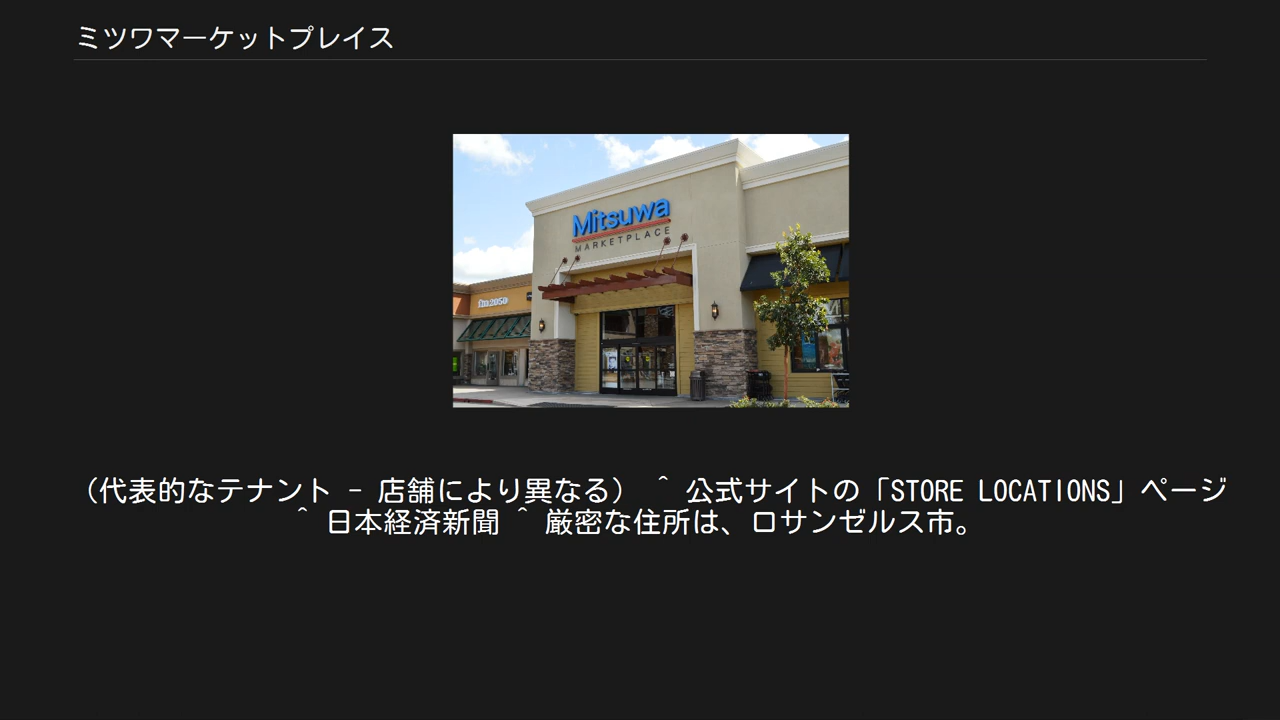 ミツワマーケットプレイス
Mitsuwa
MARKETPLACE
（代表的なテナント - 店舗により異なる） ^ 公式サイトの「STORE LOCATIONS」ページ
^ 日本経済新聞 ^ 厳密な住所は、ロサンゼルス市。